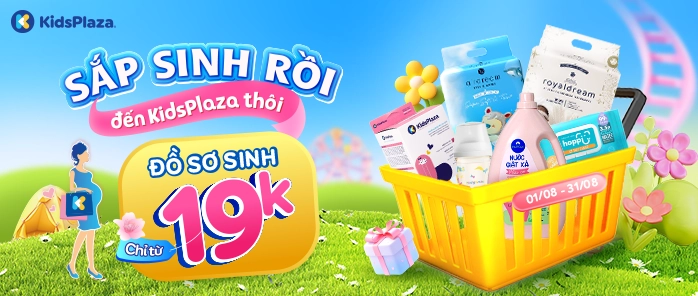 KidsPlaza
SẮP SINH RỒI
đến KidsPlaza thôi
ĐỒ SƠ SINH
Chỉ từ
19k
KidsPlaza
royaldream
NƯỚC
GIẶT XẢ
01/08 - 31/08